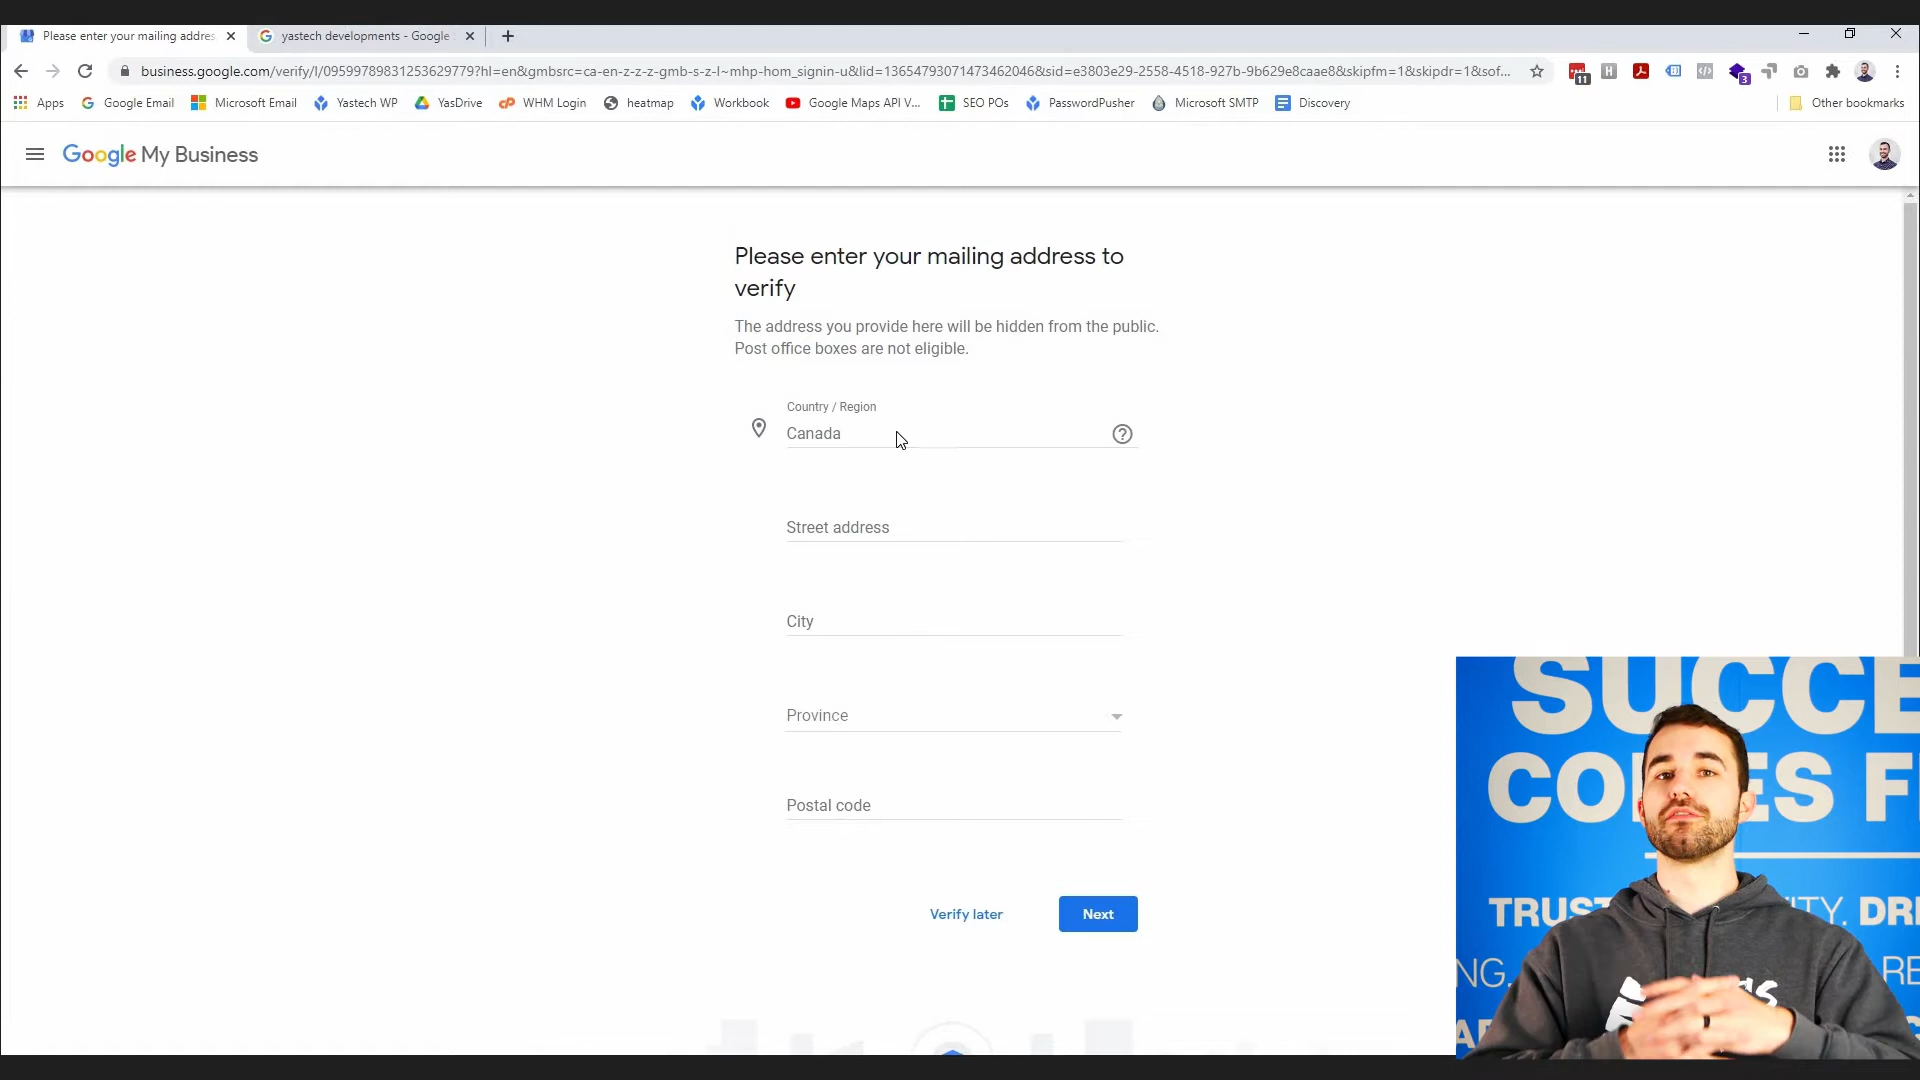 Please enter your mailing addres
yastech developments - Google
business.google.com/verify/l/09599789831253629779?hl=en&gmbsrc=ca-en-z-z-z-gmb-s-z-l~mhp-hom_signin-u&lid=13654793071473462046&sid=e3803e29-2558-4518-927b-9b629e8caae8&skipfm=1&skipdr=1&sof...
11
3
Apps
Google Email
Microsoft Email
Yastech WP
YasDrive
WHM Login
heatmap
Workbook
Google Maps API V...
SEO POs
PasswordPusher
Microsoft SMTP
Discovery
Other bookmarks
Google My Business
Please enter your mailing address to
verify
The address you provide here will be hidden from the public.
Post office boxes are not eligible.
Country / Region
Canada
Street address
City
Province
Postal code
Verify later
Next
SUCCE
CO ES F
TRUST ITY. DRI
NG. RE